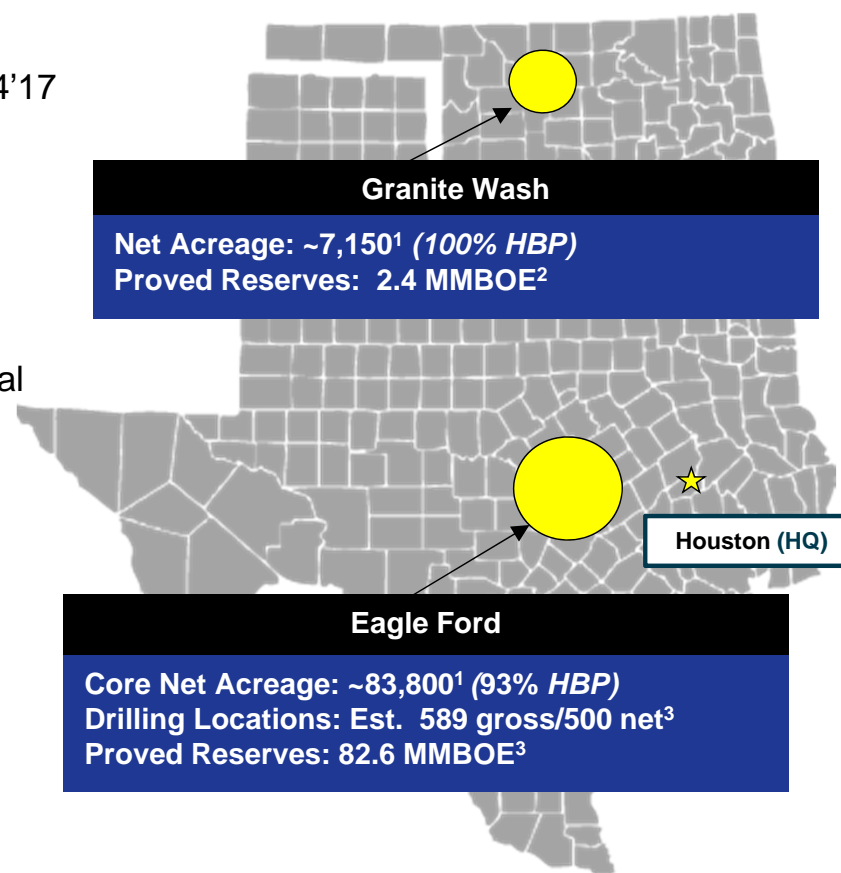 4’17
Granite Wash
Net Acreage: ~7,150¹ (100% HBP)
Proved Reserves: 2.4 MMBOE²
al
Houston (HQ)
Eagle Ford
Core Net Acreage: ~83,800¹ (93% HBP)
Drilling Locations: Est. 589 gross/500 net³
Proved Reserves: 82.6 MMBOE³